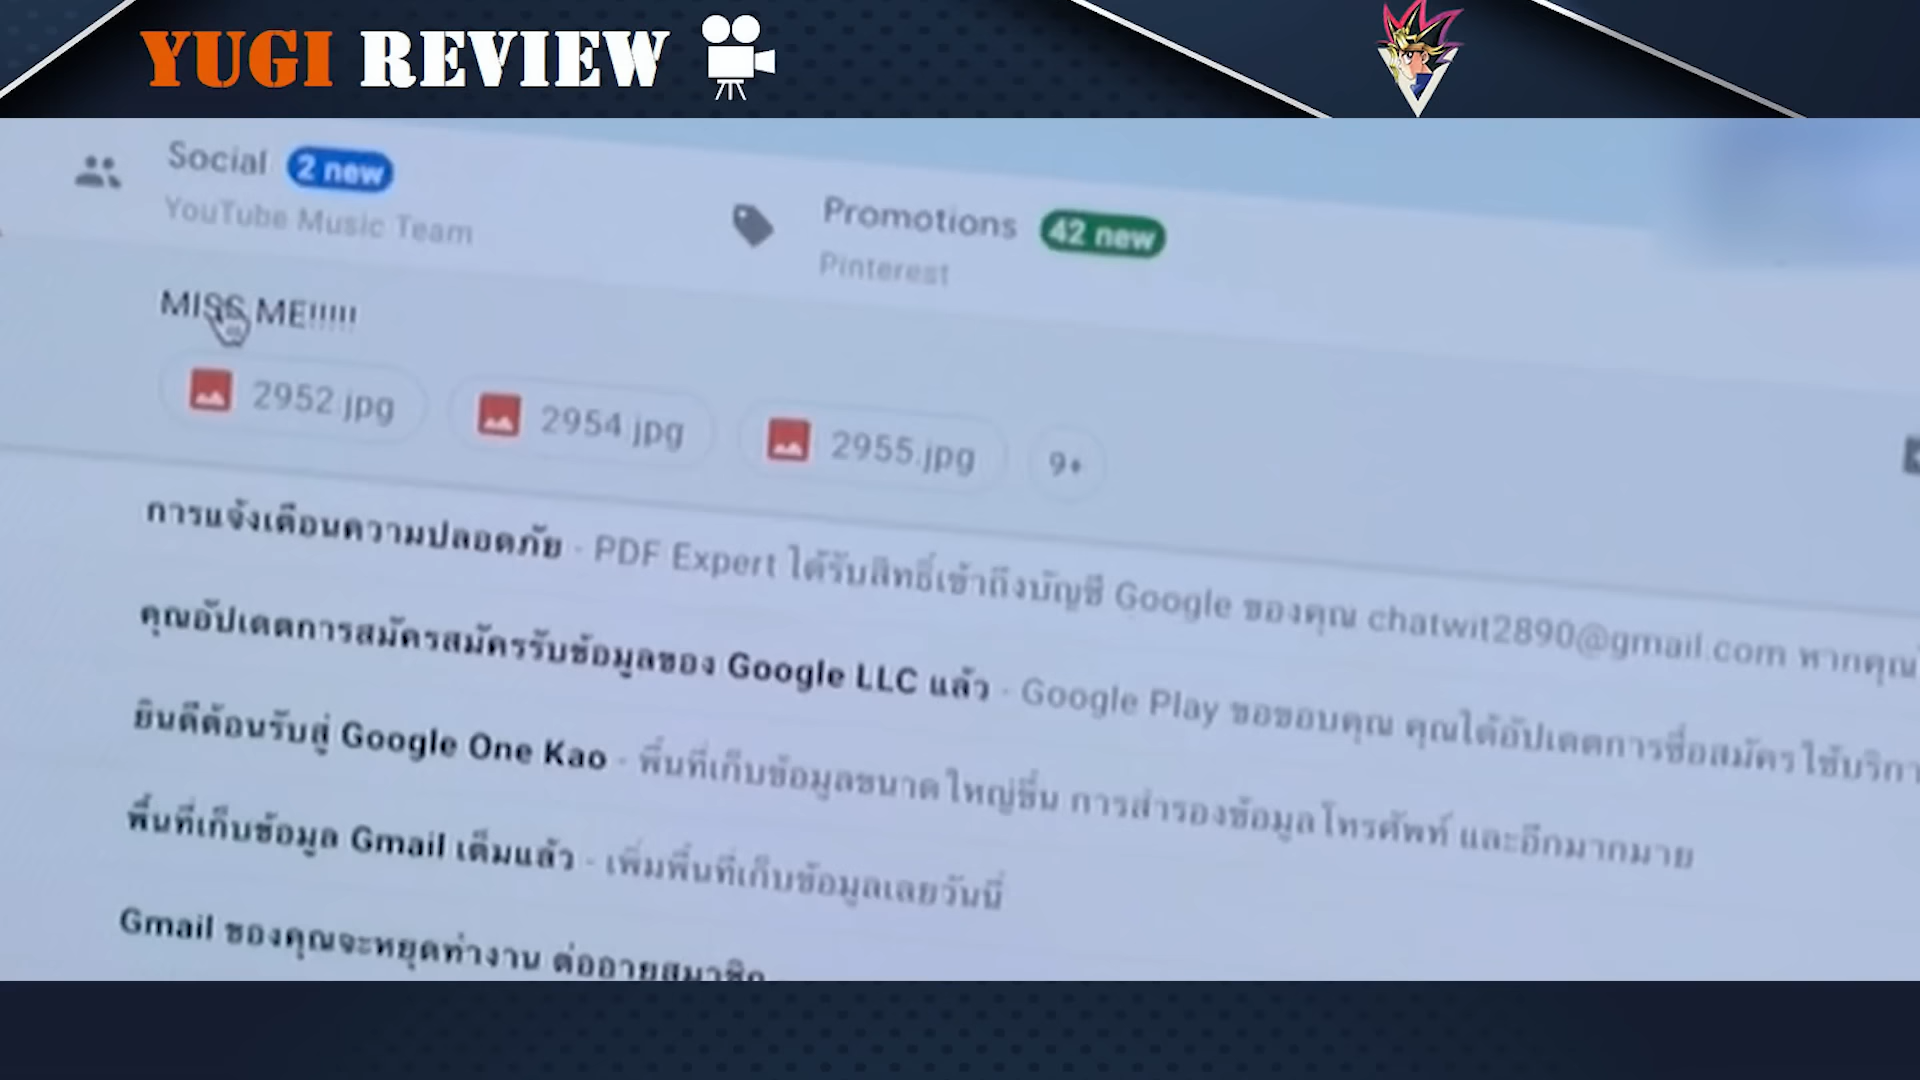 YUGI REVIEW
Social 2 new
YouTube Music Team
Promotions 42 new
Pinterest
MISS ME!!!!!
2952.jpg 2954.jpg 2955.jpg 9+
การแจ้งเตือนความปลอดภัย - PDF Expert ได้รับสิทธิ์เข้าถึงบัญชี Google ของคุณ chatwit2890@gmail.com หากคุณ
คุณอัปเดตการสมัครสมัครรับข้อมูลของ Google LLC แล้ว - Google Play ขอขอบคุณ คุณได้อัปเดตการซื่อสมัครใช้บริกา
ยินดีต้อนรับสู่ Google One Kao - พื้นที่เก็บข้อมูลขนาดใหญ่ขึ้น การสำรองข้อมูลโทรศัพท์ และอีกมากมาย
พื้นที่เก็บข้อมูล Gmail เต็มแล้ว - เพิ่มพื้นที่เก็บข้อมูลเลยวันนี้
Gmail ของคุณจะหยุดทำงาน ต่ออายุสมาชิก